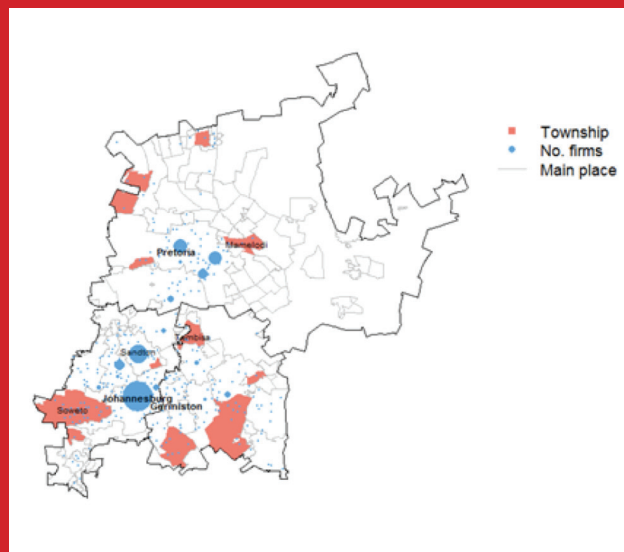 Township
No. firms
Main place
Mamelodi
Pretoria
Tembisa
Sandton
Johannesburg
Soweto
Germiston